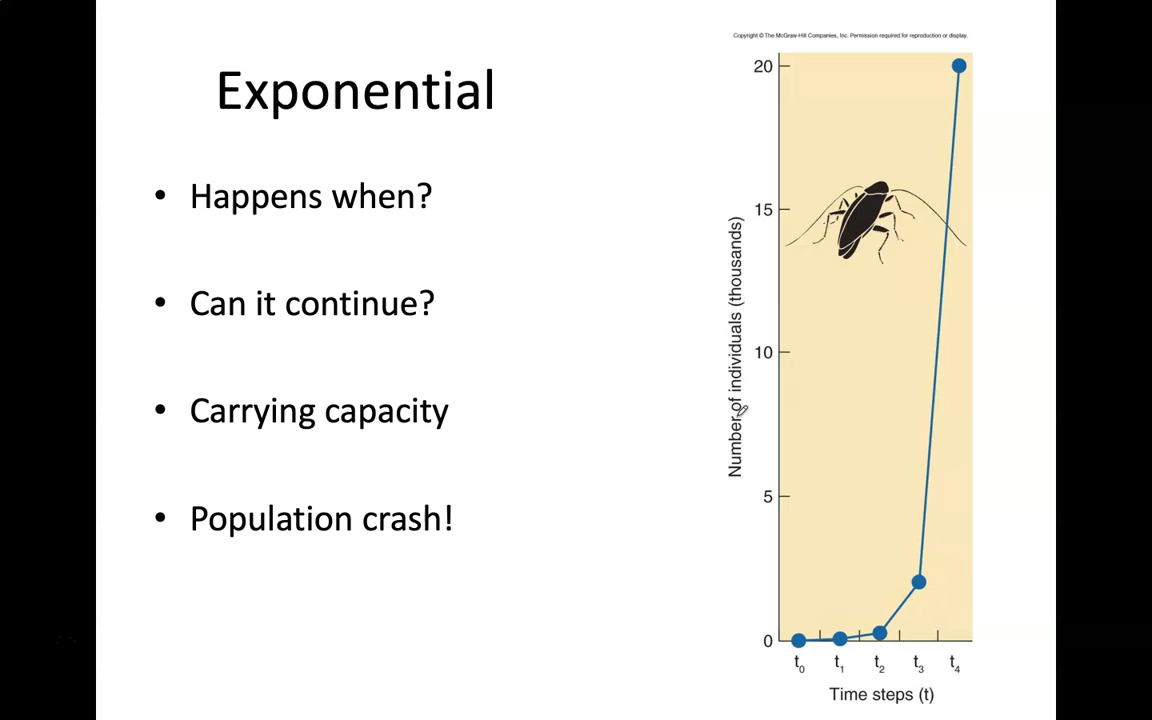 Copyright © The McGraw-Hill Companies, Inc. Permission required for reproduction or display.
Exponential
• Happens when?
• Can it continue?
• Carrying capacity
• Population crash!
Number of individuals (thousands)
20
15
10
5
0
t0 t1 t2 t3 t4
Time steps (t)